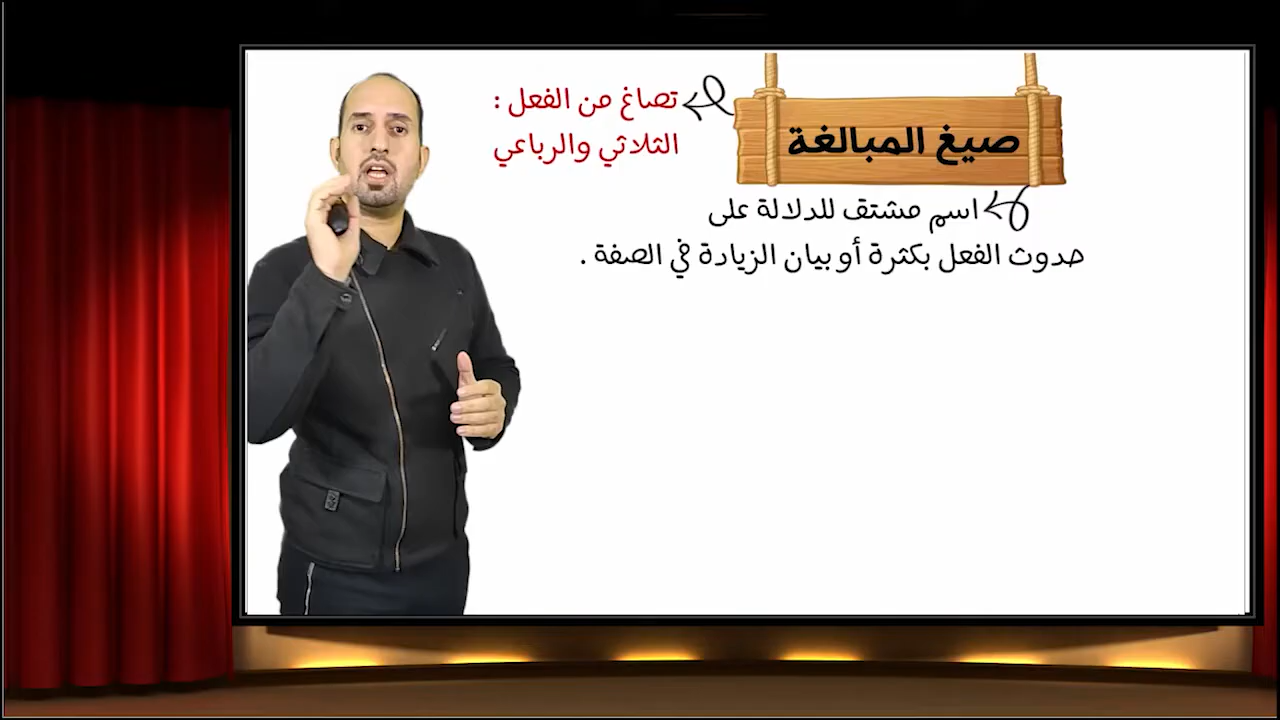 صيغ المبالغة
تصاغ من الفعل :
الثلاثي والرباعي
اسم مشتق للدلالة على
حدوث الفعل بكثرة أو بيان الزيادة في الصفة .